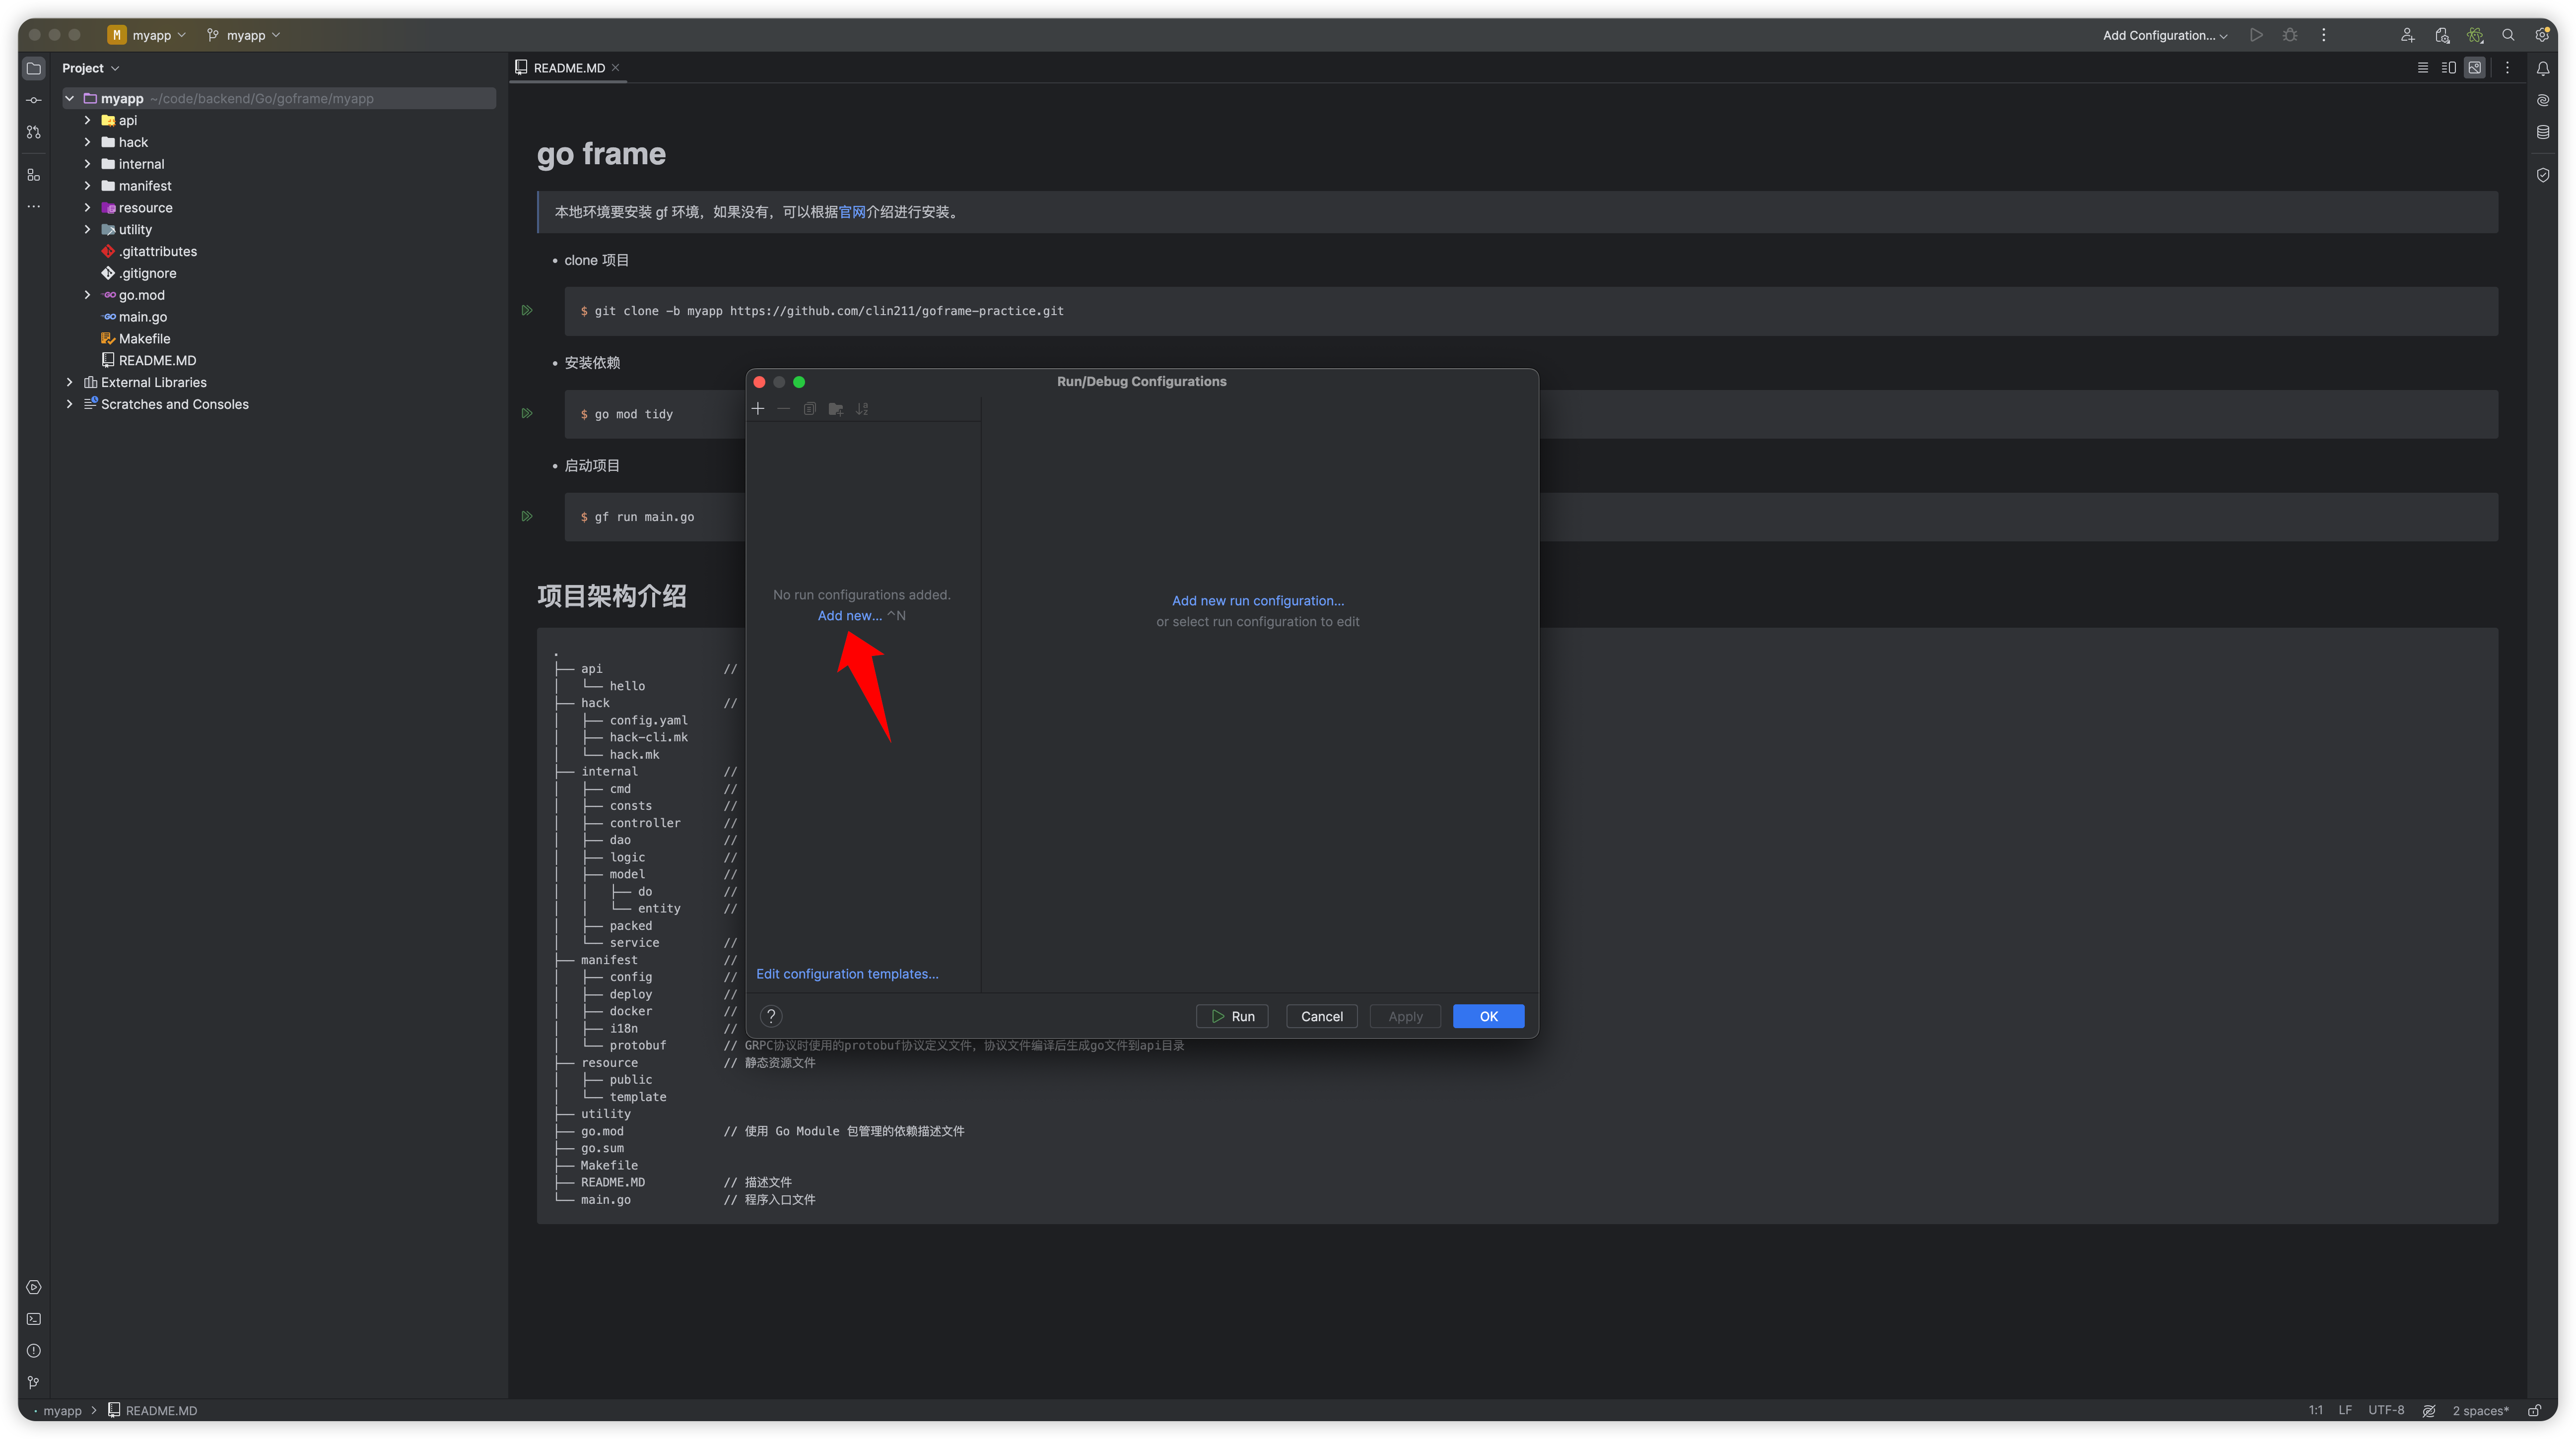 M myapp myapp Add Configuration...
Project
README.MD
myapp ~/code/backend/Go/goframe/myapp
api
hack
internal
manifest
resource
utility
.gitattributes
.gitignore
go.mod
main.go
Makefile
README.MD
External Libraries
Scratches and Consoles
go frame
本地环境要安装 gf 环境，如果没有，可以根据官网介绍进行安装。
• clone 项目
$ git clone -b myapp https://github.com/clin211/goframe-practice.git
• 安装依赖
$ go mod tidy
• 启动项目
$ gf run main.go
项目架构介绍
.
├── api //
│   └── hello
├── hack //
│   ├── config.yaml
│   ├── hack-cli.mk
│   └── hack.mk
├── internal //
│   ├── cmd //
│   ├── consts //
│   ├── controller //
│   ├── dao //
│   ├── logic //
│   ├── model //
│   │   ├── do //
│   │   └── entity //
│   ├── packed
│   └── service //
├── manifest //
│   ├── config //
│   ├── deploy //
│   ├── docker //
│   ├── i18n //
│   └── protobuf // GRPC协议时使用的protobuf协议定义文件，协议文件编译后生成go文件到api目录
├── resource // 静态资源文件
│   ├── public
│   └── template
├── utility
├── go.mod // 使用 Go Module 包管理的依赖描述文件
├── go.sum
├── Makefile
├── README.MD // 描述文件
└── main.go // 程序入口文件
Run/Debug Configurations
No run configurations added.
Add new... ^N
Add new run configuration...
or select run configuration to edit
Edit configuration templates...
? Run Cancel Apply OK
myapp > README.MD
1:1 LF UTF-8 2 spaces*